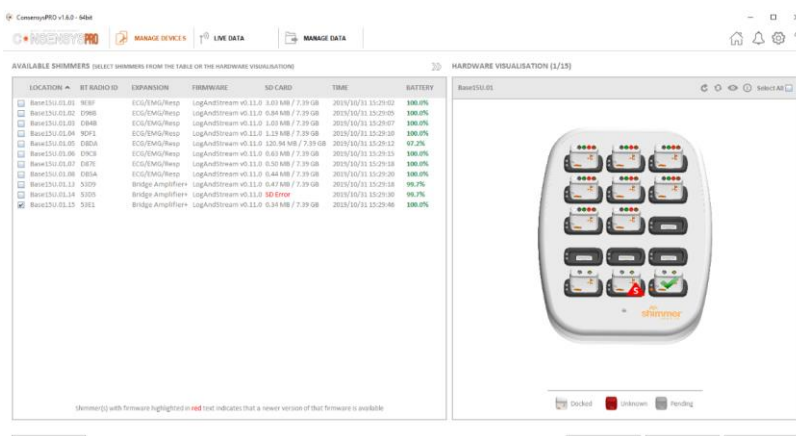 ConsensysPRO v1.6.0 - 64bit
CONSENSYSPRO MANAGE DEVICES LIVE DATA MANAGE DATA
AVAILABLE SHIMMERS (SELECT SHIMMERS FROM THE TABLE OR THE HARDWARE VISUALISATION)
LOCATION BT RADIO ID EXPANSION FIRMWARE SD CARD TIME BATTERY
Base15U.01.01 9EBF ECG/EMG/Resp LogAndStream v0.11.0 3.03 MB / 7.39 GB 2019/10/31 15:29:02 100.0%
Base15U.01.02 D96B ECG/EMG/Resp LogAndStream v0.11.0 0.84 MB / 7.39 GB 2019/10/31 15:29:05 100.0%
Base15U.01.03 DB4B ECG/EMG/Resp LogAndStream v0.11.0 1.03 MB / 7.39 GB 2019/10/31 15:29:07 100.0%
Base15U.01.04 9DF1 ECG/EMG/Resp LogAndStream v0.11.0 1.19 MB / 7.39 GB 2019/10/31 15:29:10 100.0%
Base15U.01.05 DBDA ECG/EMG/Resp LogAndStream v0.11.0 120.94 MB / 7.39 GB 2019/10/31 15:29:12 97.2%
Base15U.01.06 D9C8 ECG/EMG/Resp LogAndStream v0.11.0 0.63 MB / 7.39 GB 2019/10/31 15:29:15 100.0%
Base15U.01.07 D87E ECG/EMG/Resp LogAndStream v0.11.0 0.50 MB / 7.39 GB 2019/10/31 15:29:18 100.0%
Base15U.01.08 DB5A ECG/EMG/Resp LogAndStream v0.11.0 0.44 MB / 7.39 GB 2019/10/31 15:29:20 100.0%
Base15U.01.13 53D9 Bridge Amplifier+ LogAndStream v0.11.0 0.47 MB / 7.39 GB 2019/10/31 15:29:18 99.7%
Base15U.01.14 53D5 Bridge Amplifier+ LogAndStream v0.11.0 SD Error 2019/10/31 15:29:30 99.7%
Base15U.01.15 53E1 Bridge Amplifier+ LogAndStream v0.11.0 0.34 MB / 7.39 GB 2019/10/31 15:29:46 100.0%
Shimmer(s) with firmware highlighted in red text indicates that a newer version of that firmware is available
HARDWARE VISUALISATION (1/15)
Base15U.01 Select All
S
shimmer
Docked Unknown Pending